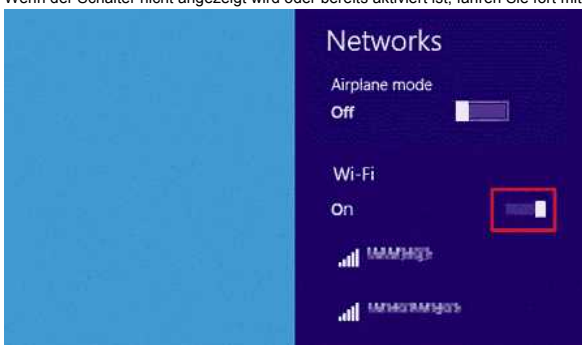 Wenn der Schalter nicht angezeigt wird oder bereits aktiviert ist, fahren Sie fort mit
Networks
Airplane mode
Off
Wi-Fi
On